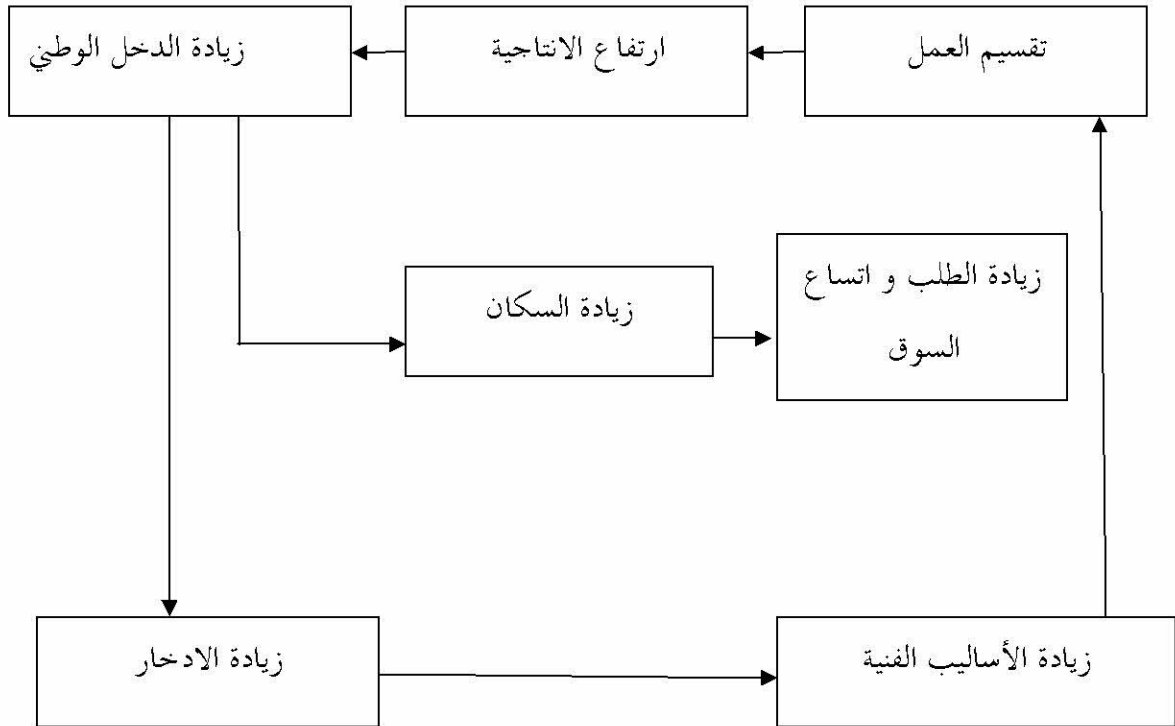 تقسيم العمل
ارتفاع الانتاجية
زيادة الدخل الوطني
زيادة الطلب و اتساع
السوق
زيادة السكان
زيادة الأساليب الفنية
زيادة الادخار